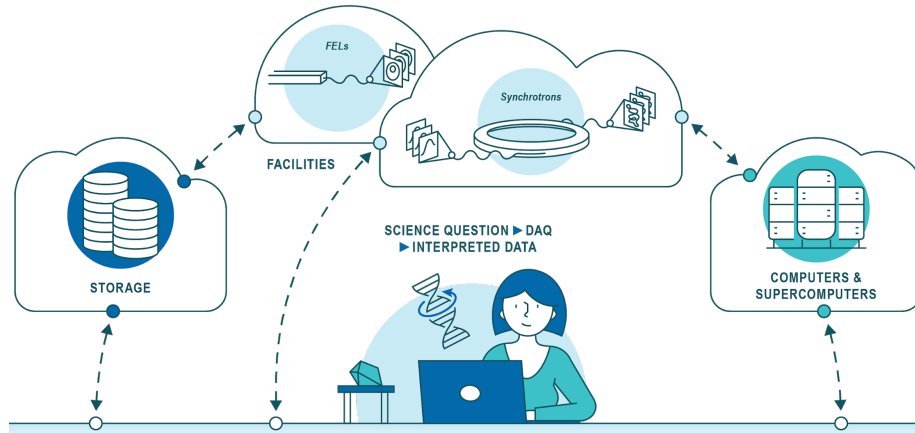 FELs
Synchrotrons
FACILITIES
STORAGE
SCIENCE QUESTION ▶ DAQ
▶ INTERPRETED DATA
COMPUTERS &
SUPERCOMPUTERS